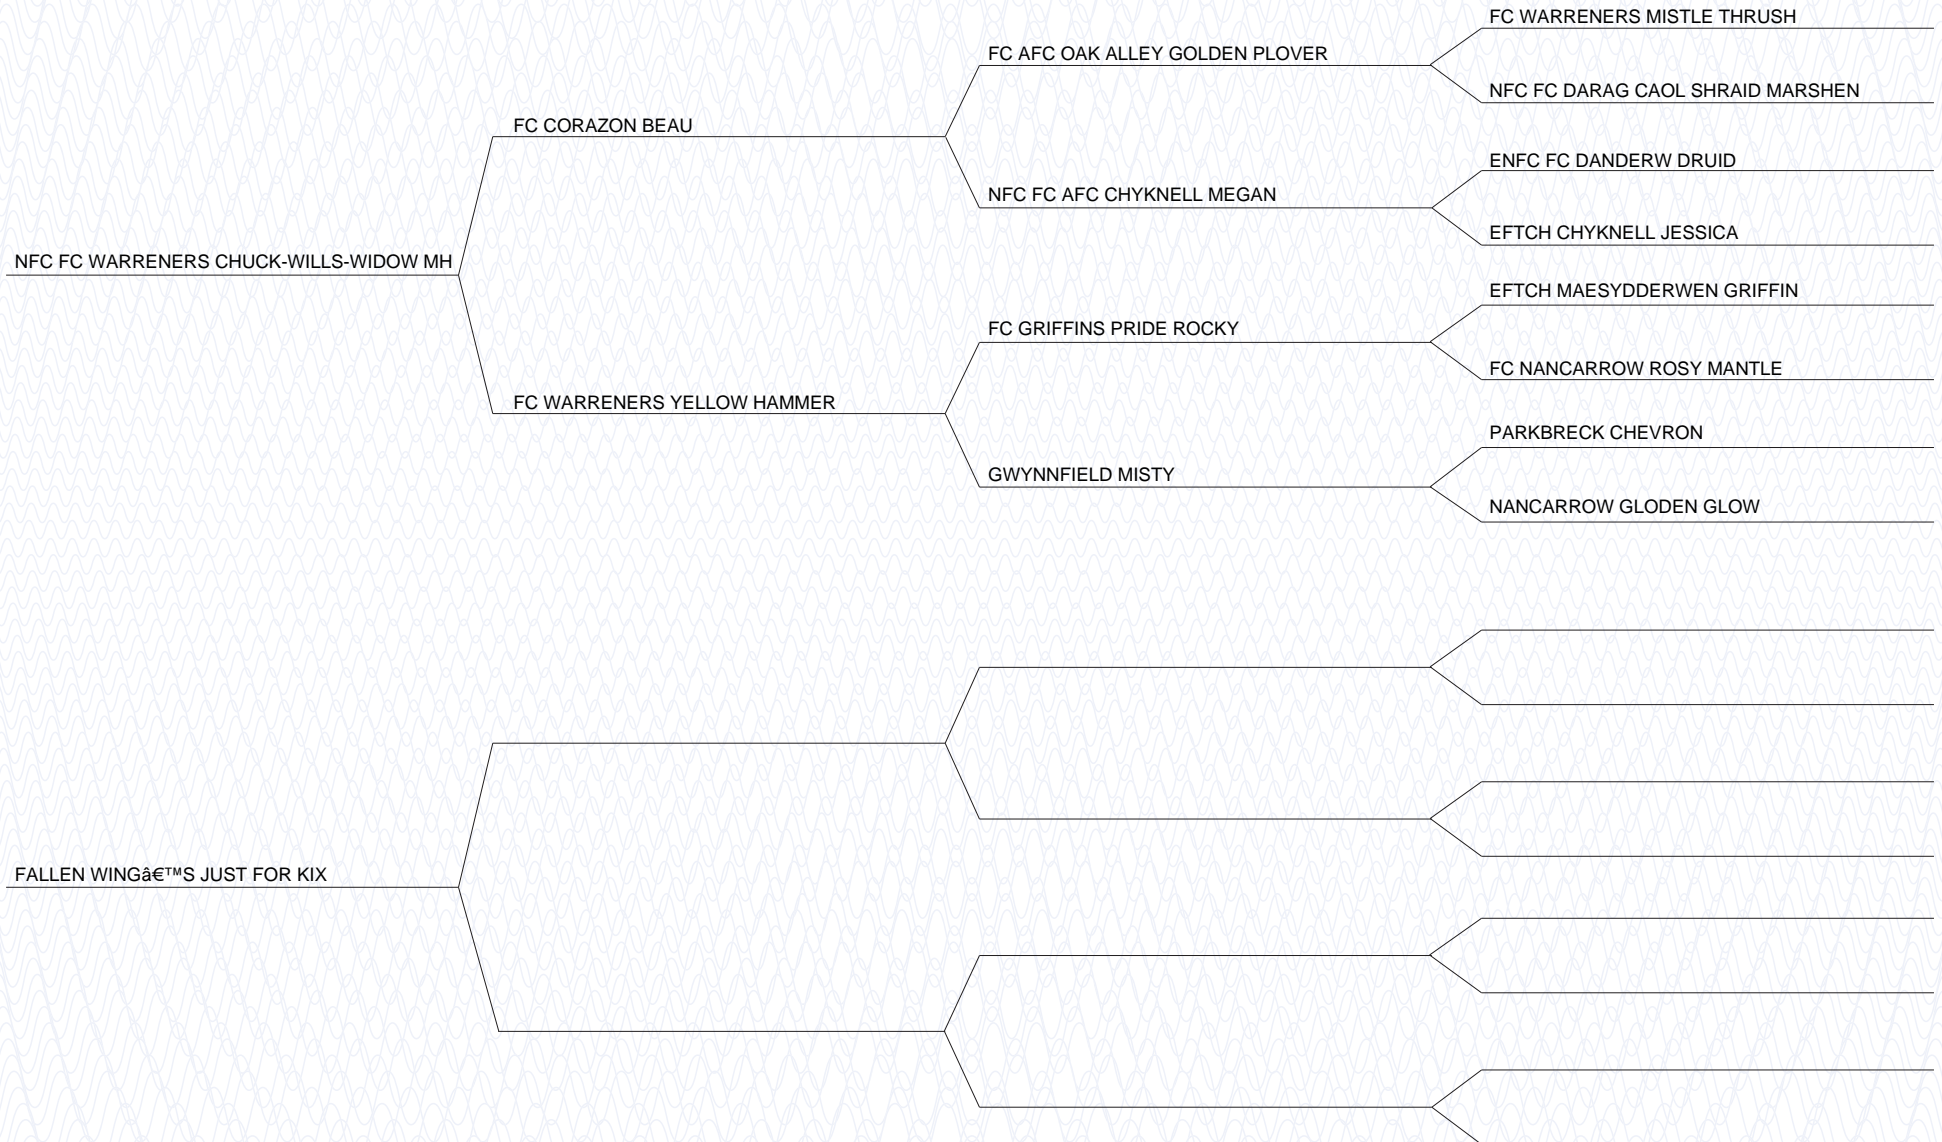 FC WARRENERS MISTLE THRUSH
FC AFC OAK ALLEY GOLDEN PLOVER
NFC FC DARAG CAOL SHRAID MARSHEN
FC CORAZON BEAU
ENFC FC DANDERW DRUID
NFC FC AFC CHYKNELL MEGAN
EFTCH CHYKNELL JESSICA
NFC FC WARRENERS CHUCK-WILLS-WIDOW MH
EFTCH MAESYDDERWEN GRIFFIN
FC GRIFFINS PRIDE ROCKY
FC NANCARROW ROSY MANTLE
FC WARRENERS YELLOW HAMMER
PARKBRECK CHEVRON
GWYNNFIELD MISTY
NANCARROW GLODEN GLOW
FALLEN WINGâ€™S JUST FOR KIX